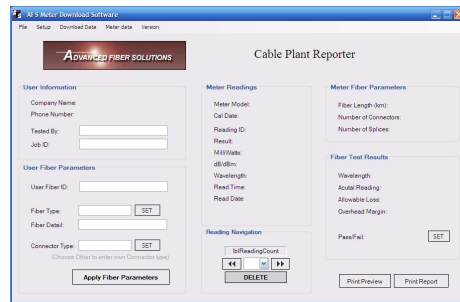 AFS Meter Download Software
File Setup Download Data Meter data Version
ADVANCED FIBER SOLUTIONS
Cable Plant Reporter
User Information
Company Name:
Phone Number:
Tested By:
Job ID:
User Fiber Parameters
User Fiber ID:
Fiber Type: SET
Fiber Detail:
Connector Type: SET
(Choose Other to enter own Connector type)
Apply Fiber Parameters
Meter Readings
Meter Model:
Cal Date:
Reading ID:
Result:
MilliWatts:
dB/dBm:
Wavelength:
Read Time:
Read Date:
Reading Navigation
lblReadingCount
DELETE
Meter Fiber Parameters
Fiber Length (km):
Number of Connectors:
Number of Splices:
Fiber Test Results
Wavelength:
Acutal Reading:
Allowable Loss:
Overhead Margin:
Pass/Fail: SET
Print Preview Print Report